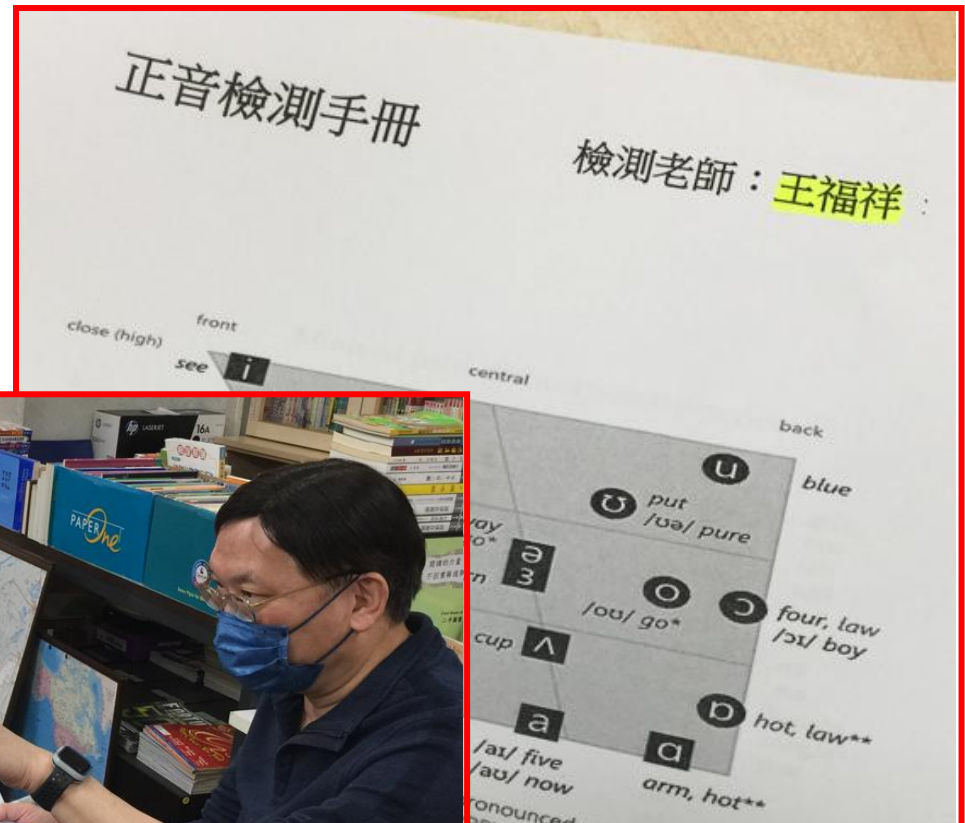 正音檢測手冊
檢測老師：王福祥：
close (high)
front
central
back
see i
u blue
ʊ put
/ʊə/ pure
ə
ɜ
o
/oʊ/ go*
ɔ four, law
/ɔɪ/ boy
cup ʌ
ɒ hot, law**
a
/aɪ/ five
/aʊ/ now
ɑ
arm, hot**
hp LASERJET 16A
PAPER One